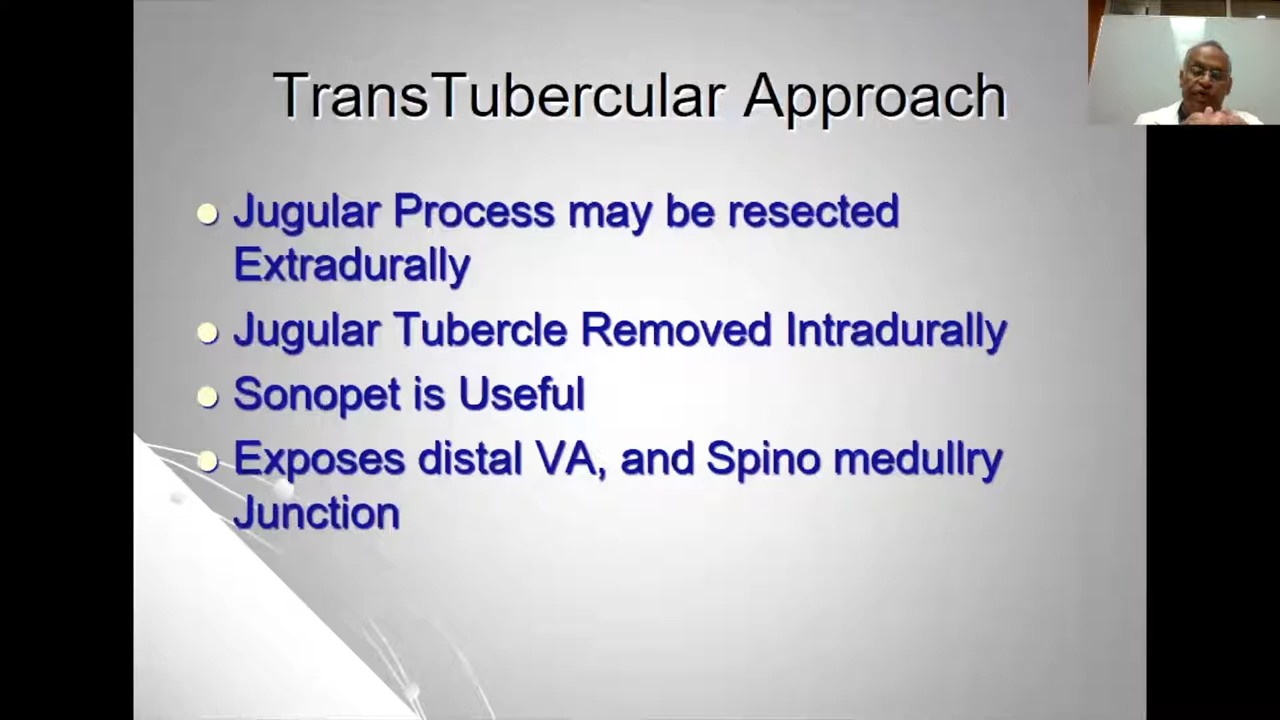 TransTubercular Approach
Jugular Process may be resected
Extradurally
Jugular Tubercle Removed Intradurally
Sonopet is Useful
Exposes distal VA, and Spino medullry
Junction